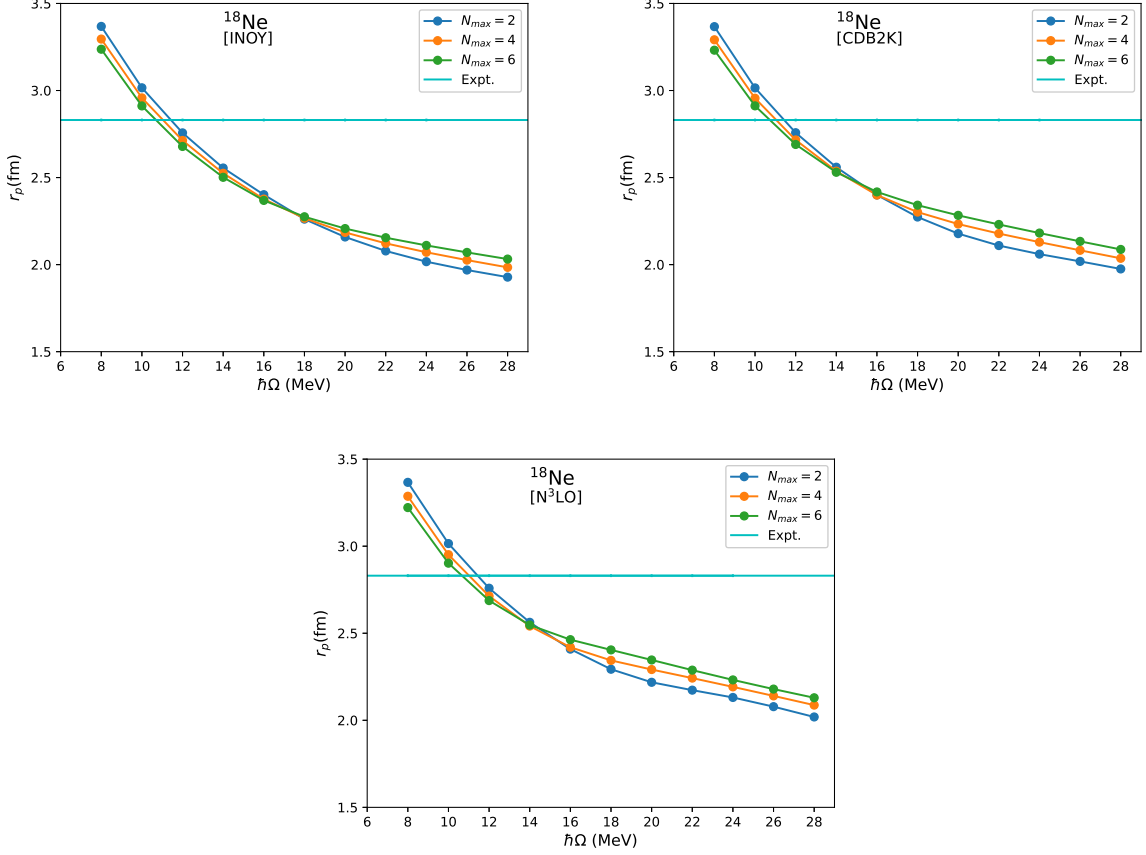 3.5
3.0
2.5
2.0
1.5
r_p(fm)
6 8 10 12 14 16 18 20 22 24 26 28
ℏΩ (MeV)
¹⁸Ne
[INOY]
N_max = 2
N_max = 4
N_max = 6
Expt.
3.5
3.0
2.5
2.0
1.5
r_p(fm)
6 8 10 12 14 16 18 20 22 24 26 28
ℏΩ (MeV)
¹⁸Ne
[CDB2K]
N_max = 2
N_max = 4
N_max = 6
Expt.
3.5
3.0
2.5
2.0
1.5
r_p(fm)
6 8 10 12 14 16 18 20 22 24 26 28
ℏΩ (MeV)
¹⁸Ne
[N³LO]
N_max = 2
N_max = 4
N_max = 6
Expt.